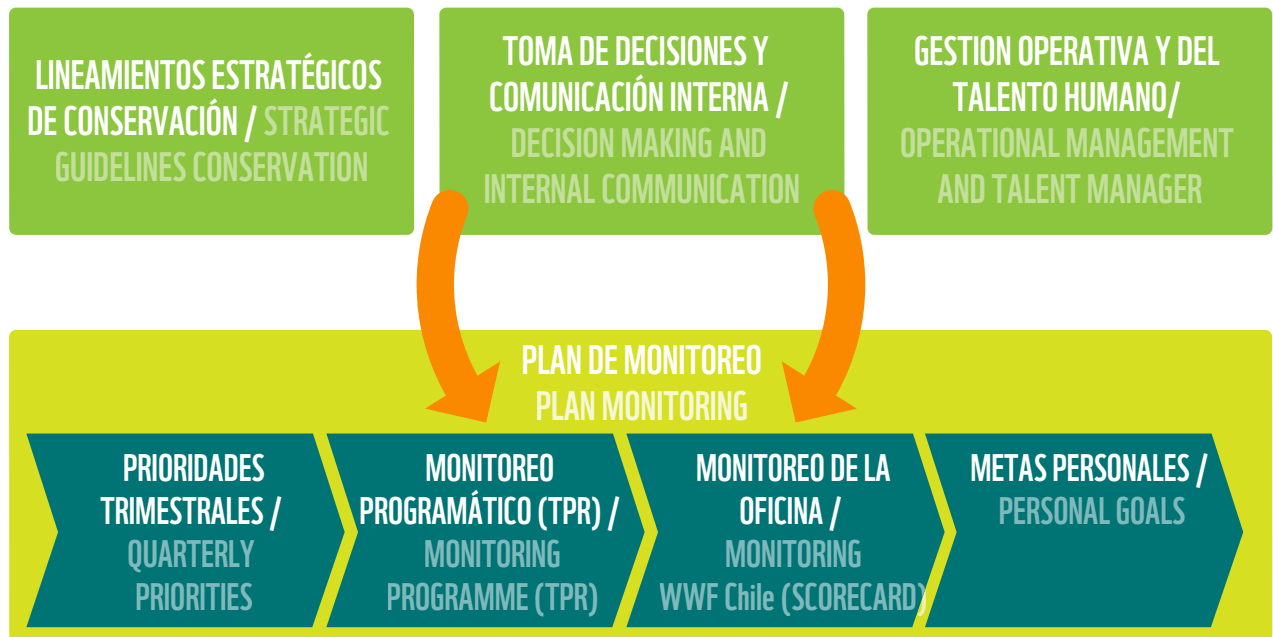 LINEAMIENTOS ESTRATÉGICOS
DE CONSERVACIÓN / STRATEGIC
GUIDELINES CONSERVATION
TOMA DE DECISIONES Y
COMUNICACIÓN INTERNA /
DECISION MAKING AND
INTERNAL COMMUNICATION
GESTION OPERATIVA Y DEL
TALENTO HUMANO/
OPERATIONAL MANAGEMENT
AND TALENT MANAGER
PLAN DE MONITOREO
PLAN MONITORING
PRIORIDADES
TRIMESTRALES /
QUARTERLY
PRIORITIES
MONITOREO
PROGRAMÁTICO (TPR) /
MONITORING
PROGRAMME (TPR)
MONITOREO DE LA
OFICINA /
MONITORING
WWF Chile (SCORECARD)
METAS PERSONALES /
PERSONAL GOALS